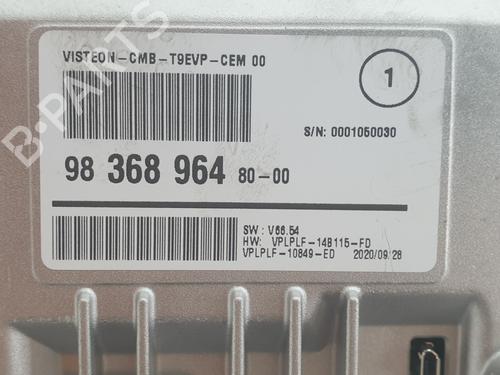 VISTEON-CMB-T9EVP-CEM 00
1
S/N: 0001050030
98 368 964 80-00
SW: V66.54
HW: VPLPLF-14B115-FD
VPLPLF-10849-ED 2020/09/28
B-PARTS